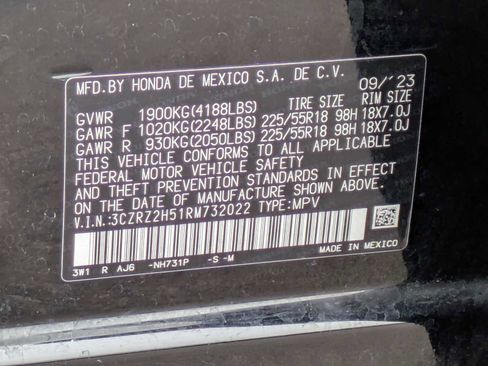 MFD.BY HONDA DE MEXICO S.A. DE C.V. 09/'23
TIRE SIZE RIM SIZE
GVWR 1900KG(4188LBS)
GAWR F 1020KG(2248LBS) 225/55R18 98H 18X7.0J
GAWR R 930KG(2050LBS) 225/55R18 98H 18X7.0J
THIS VEHICLE CONFORMS TO ALL APPLICABLE
FEDERAL MOTOR VEHICLE SAFETY AND
THEFT PREVENTION STANDARDS IN EFFECT
ON THE DATE OF MANUFACTURE SHOWN ABOVE.
V.I.N.:3CZRZ2H51RM732022 TYPE:MPV
3W1 R AJ6 -NH731P -S -M
MADE IN MEXICO